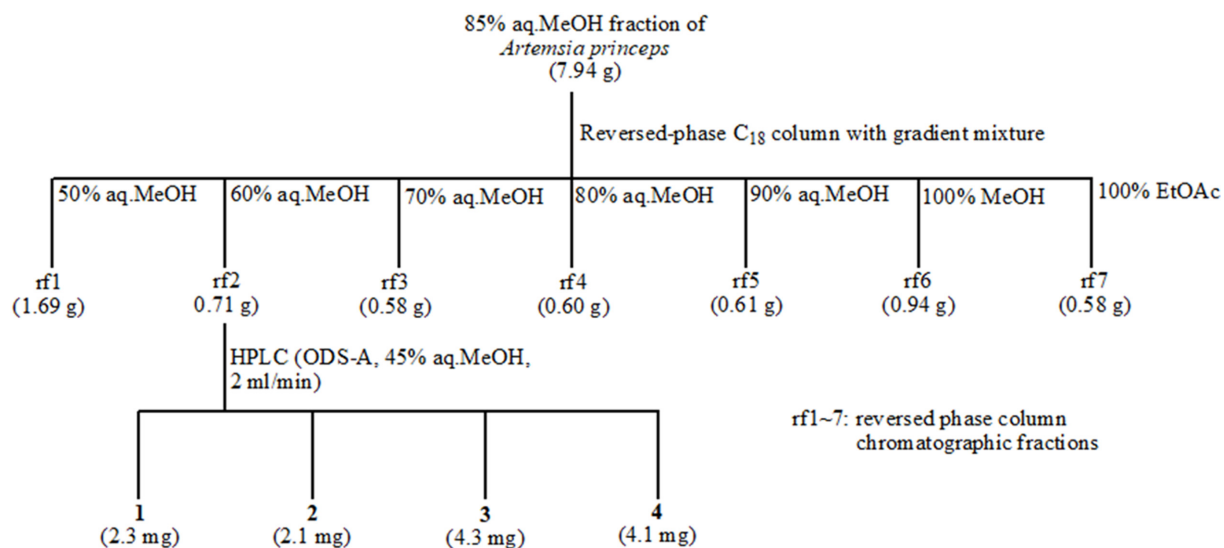 85% aq.MeOH fraction of
Artemsia princeps
(7.94 g)
Reversed-phase C18 column with gradient mixture
50% aq.MeOH 60% aq.MeOH 70% aq.MeOH 80% aq.MeOH 90% aq.MeOH 100% MeOH 100% EtOAc
rf1 rf2 rf3 rf4 rf5 rf6 rf7
(1.69 g) (0.71 g) (0.58 g) (0.60 g) (0.61 g) (0.94 g) (0.58 g)
HPLC (ODS-A, 45% aq.MeOH,
2 ml/min)
rf1~7: reversed phase column
chromatographic fractions
1 2 3 4
(2.3 mg) (2.1 mg) (4.3 mg) (4.1 mg)